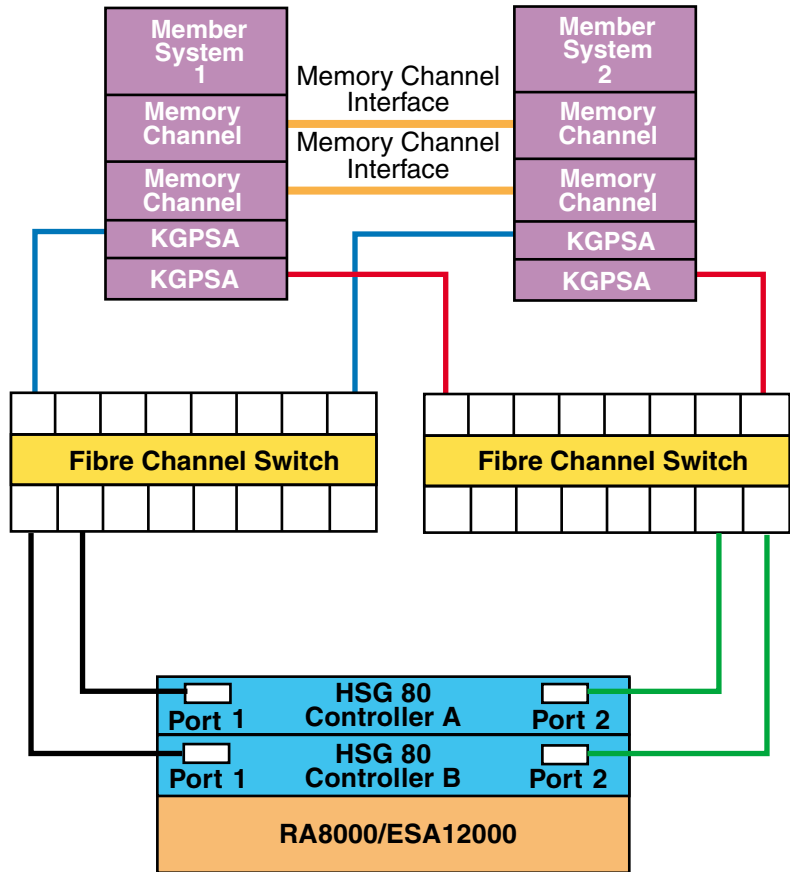 Member
System
1
Memory
Channel
Memory
Channel
KGPSA
KGPSA
Memory Channel
Interface
Memory Channel
Interface
Member
System
2
Memory
Channel
Memory
Channel
KGPSA
KGPSA
Fibre Channel Switch
Fibre Channel Switch
HSG 80
Port 1 Controller A Port 2
HSG 80
Port 1 Controller B Port 2
RA8000/ESA12000